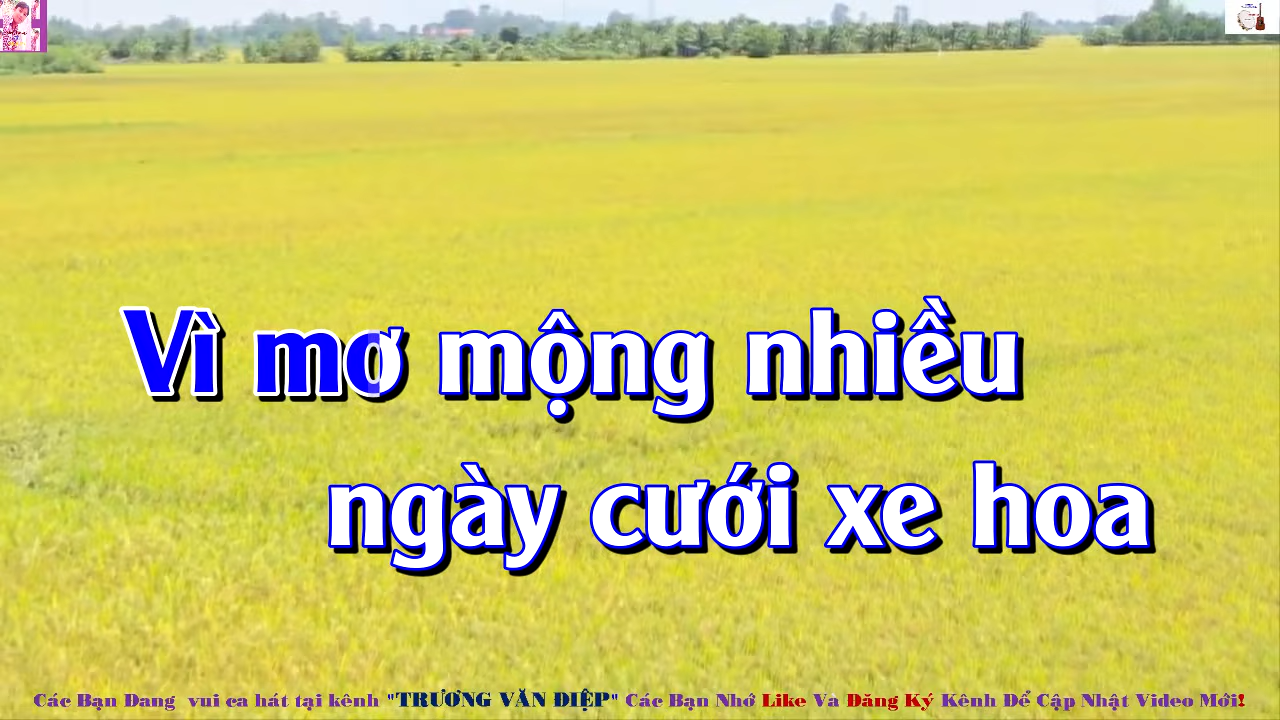 Vì mơ mộng nhiều
ngày cưới xe hoa
Các Bạn Đang vui ca hát tại kênh "TRƯƠNG VĂN ĐIỆP" Các Bạn Nhớ Like Và Đăng Ký Kênh Để Cập Nhật Video Mới!